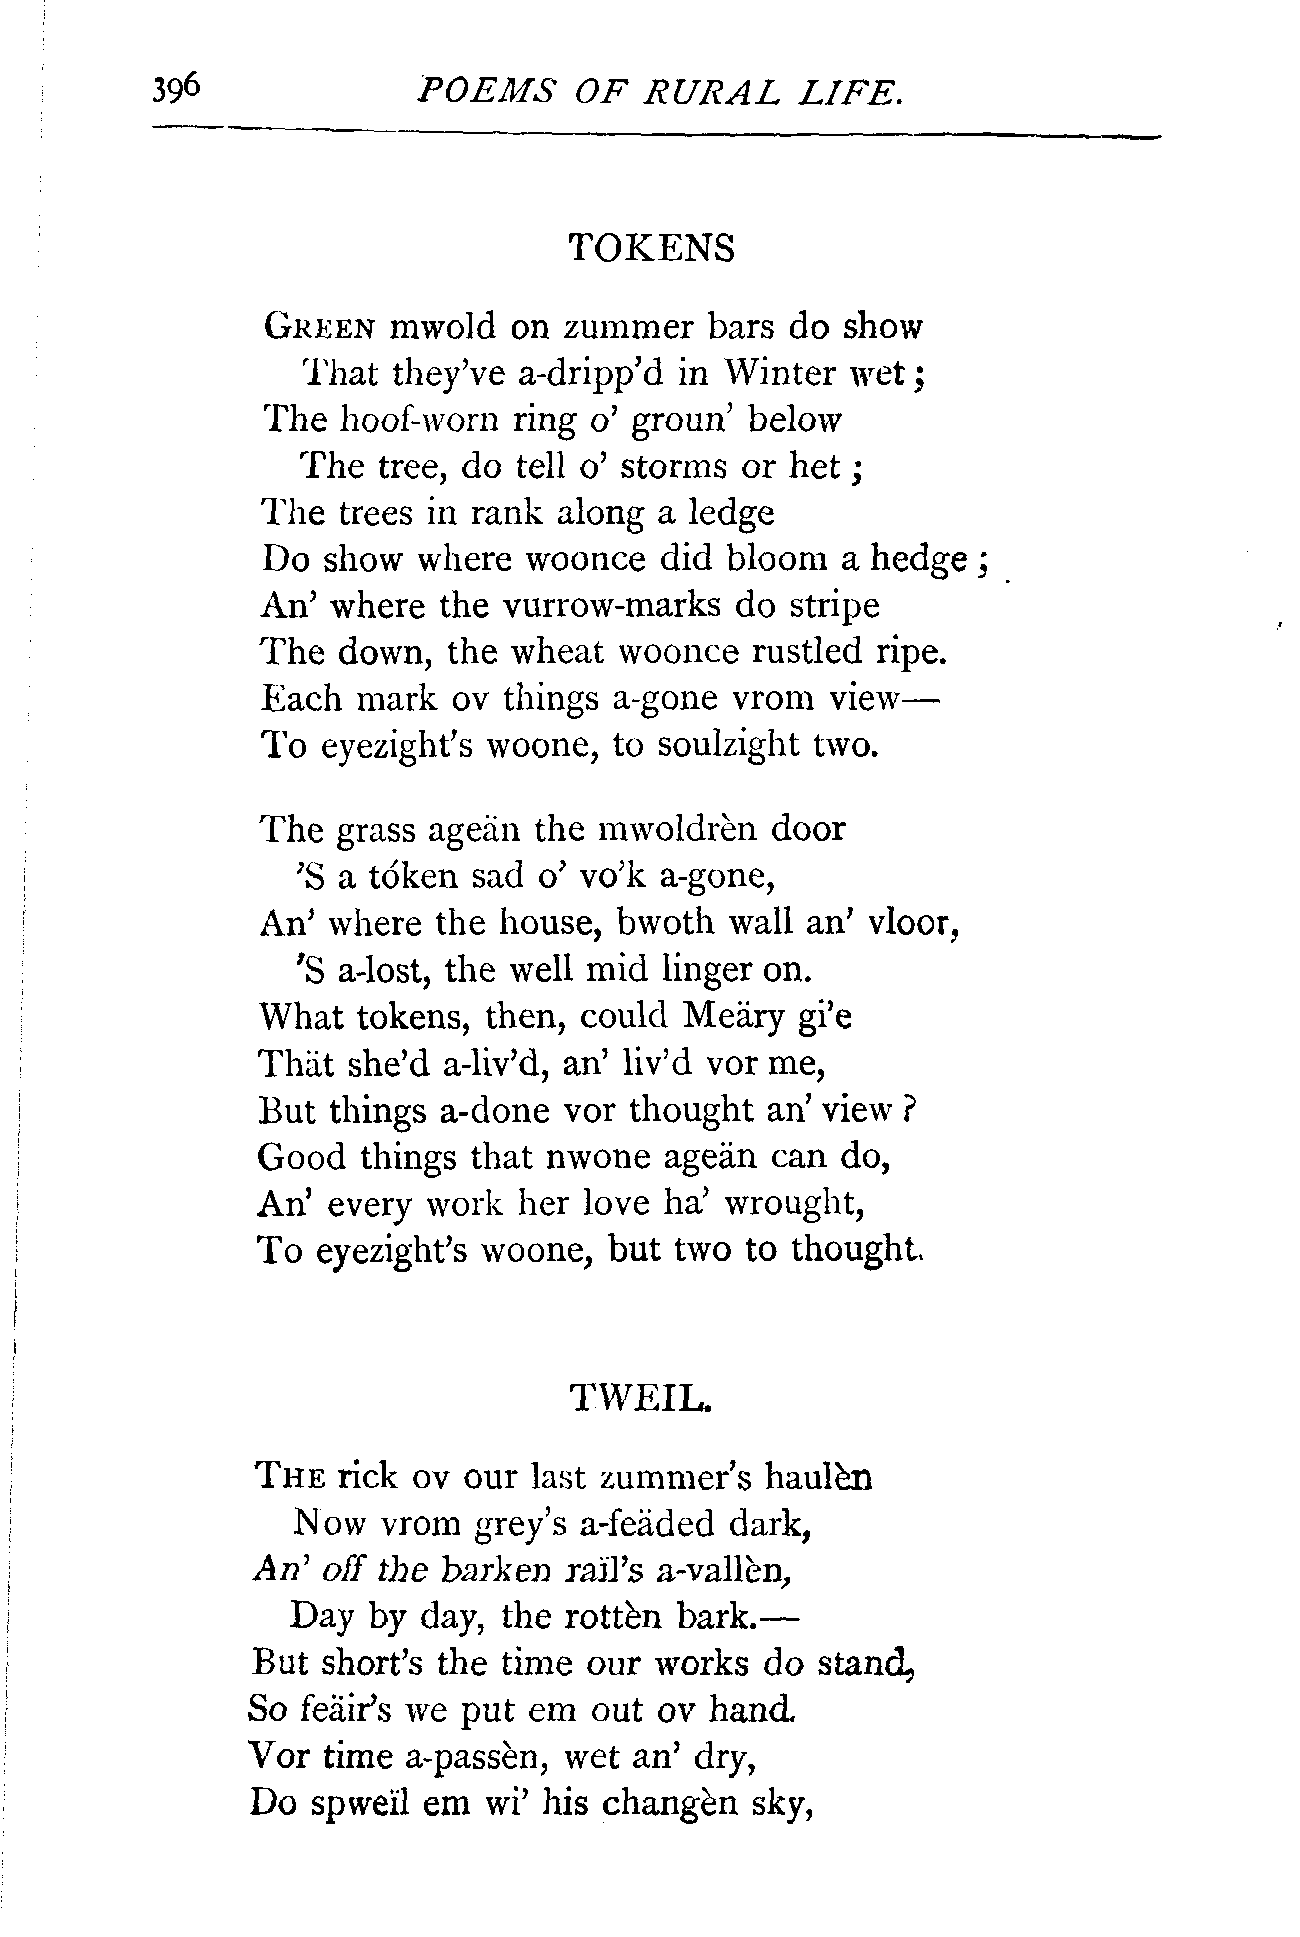 396 POEMS OF RURAL LIFE.
TOKENS
GREEN mwold on zummer bars do show
That they've a-dripp'd in Winter wet;
The hoof-worn ring o' groun' below
The tree, do tell o' storms or het;
The trees in rank along a ledge
Do show where woonce did bloom a hedge;
An' where the vurrow-marks do stripe
The down, the wheat woonce rustled ripe.
Each mark ov things a-gone vrom view—
To eyezight's woone, to soulzight two.
The grass ageän the mwoldrèn door
'S a tóken sad o' vo'k a-gone,
An' where the house, bwoth wall an' vloor,
'S a-lost, the well mid linger on.
What tokens, then, could Meäry gi'e
Thät she'd a-liv'd, an' liv'd vor me,
But things a-done vor thought an' view?
Good things that nwone ageän can do,
An' every work her love ha' wrought,
To eyezight's woone, but two to thought.
TWEIL.
THE rick ov our last zummer's haulèn
Now vrom grey's a-feäded dark,
An' off the barken raïl's a-vallèn,
Day by day, the rottèn bark.—
But short's the time our works do stand,
So feäir's we put em out ov hand.
Vor time a-passèn, wet an' dry,
Do spweïl em wi' his changèn sky,